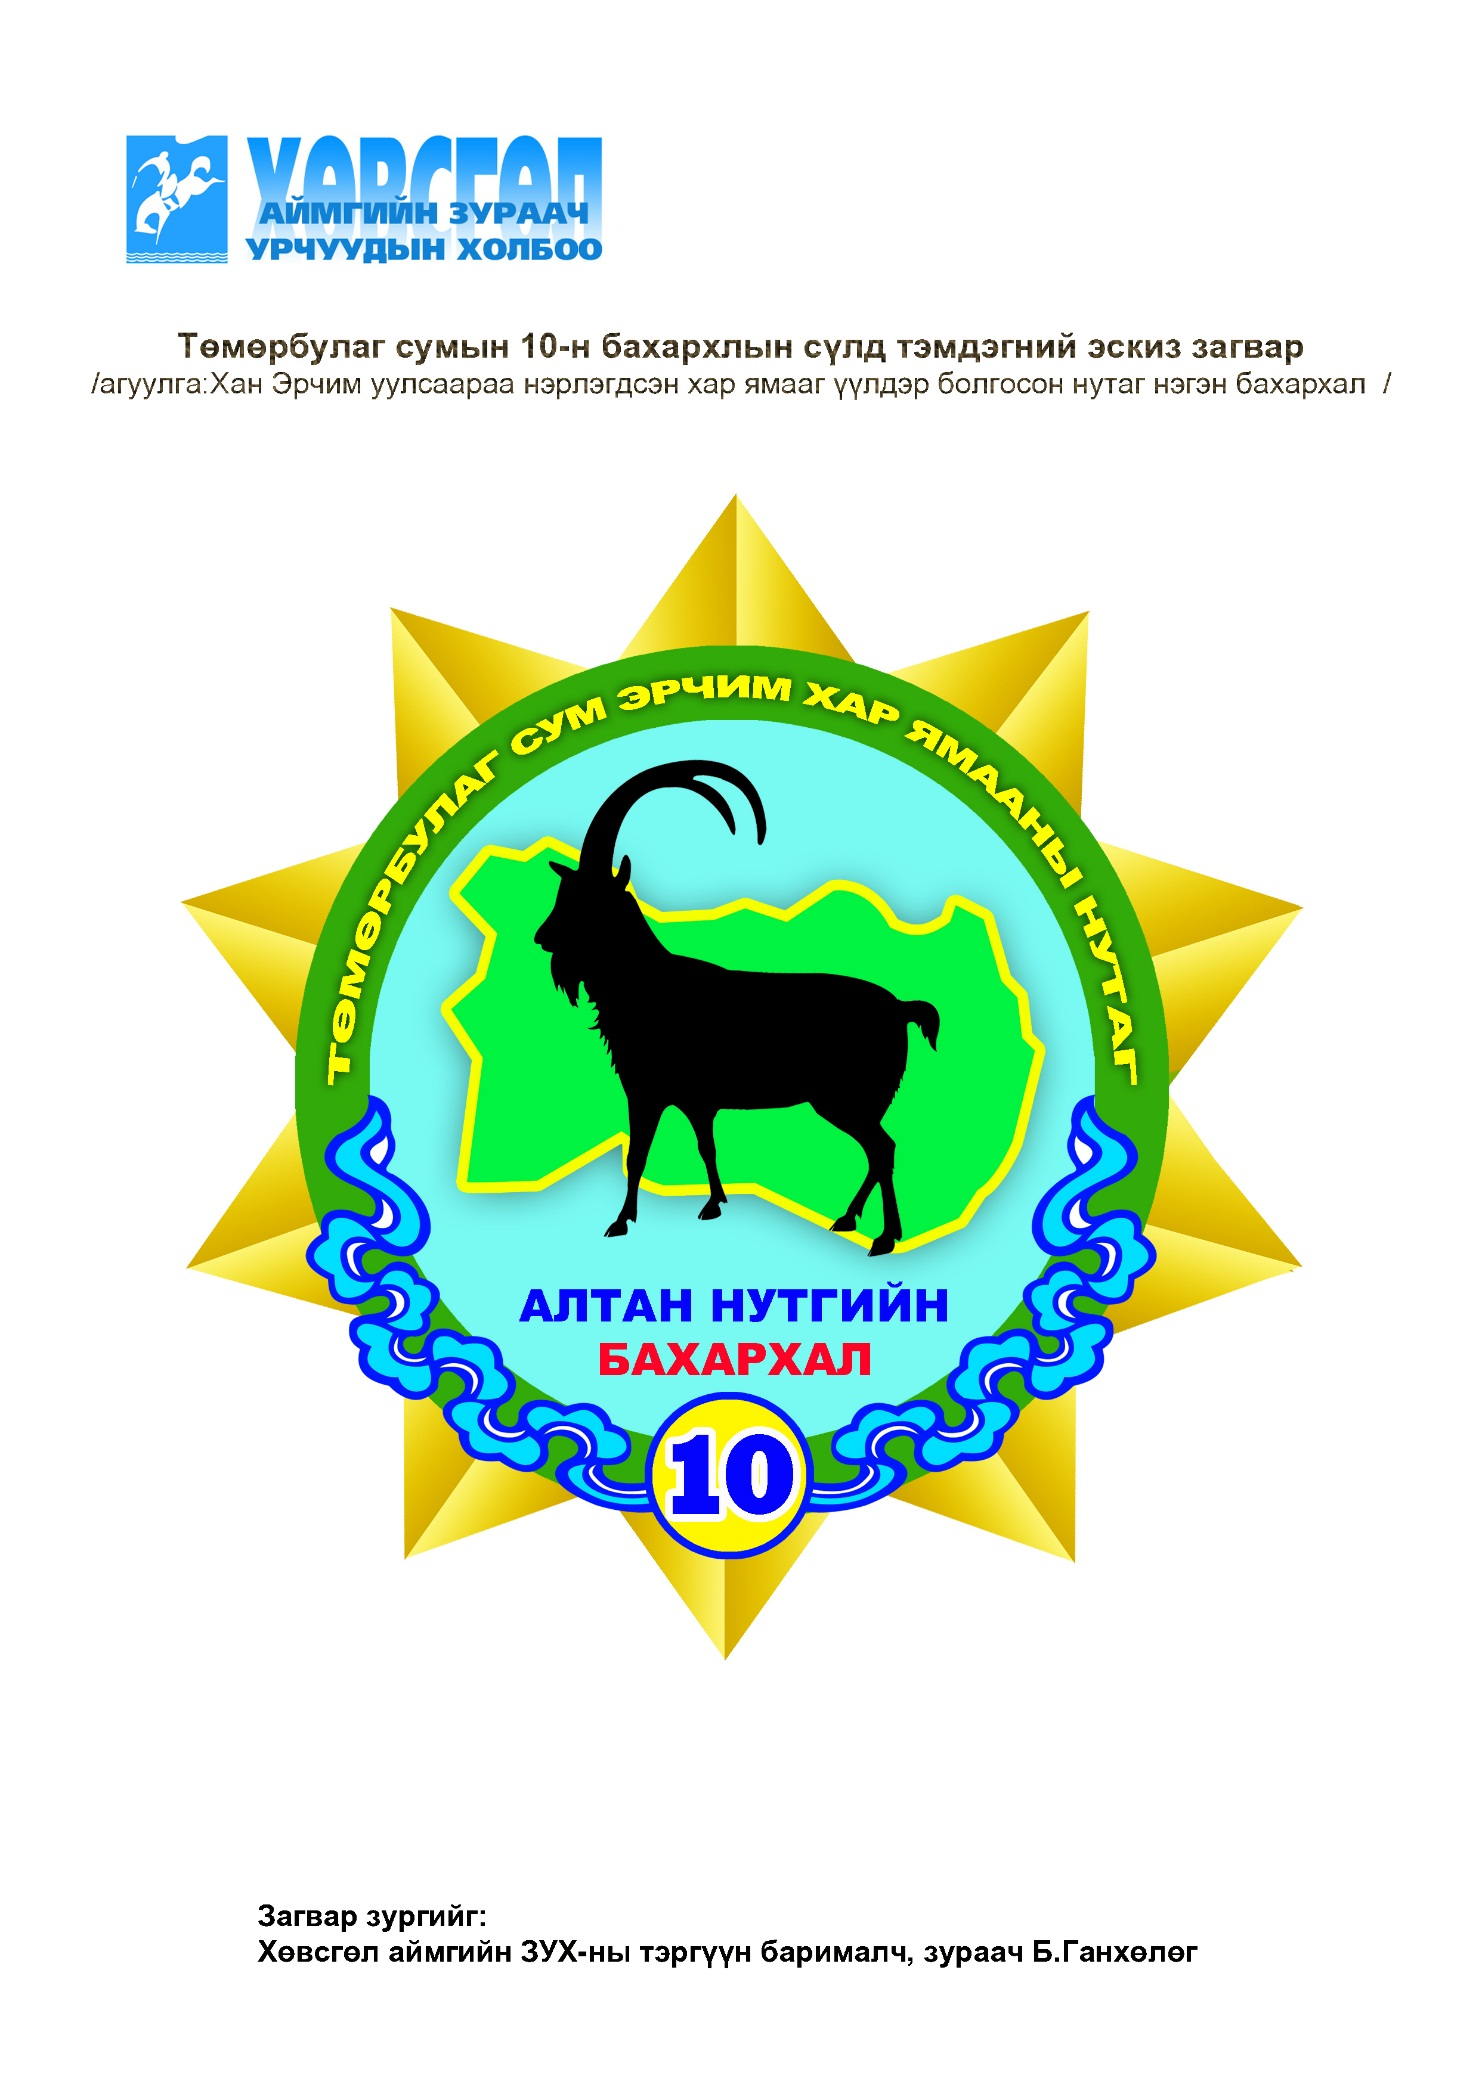 ХӨВСГӨЛ
АЙМГИЙН ЗУРААЧ
УРЧУУДЫН ХОЛБОО
Төмөрбулаг сумын 10-н бахархлын сүлд тэмдэгний эскиз загвар
/агуулга:Хан Эрчим уулсаараа нэрлэгдсэн хар ямааг үүлдэр болгосон нутаг нэгэн бахархал /
ТӨМӨРБУЛАГ СУМ ЭРЧИМ ХАР ЯМААНЫ НУТАГ
АЛТАН НУТГИЙН
БАХАРХАЛ
10
Загвар зургийг:
Хөвсгөл аймгийн ЗУХ-ны тэргүүн барималч, зураач Б.Ганхөлөг